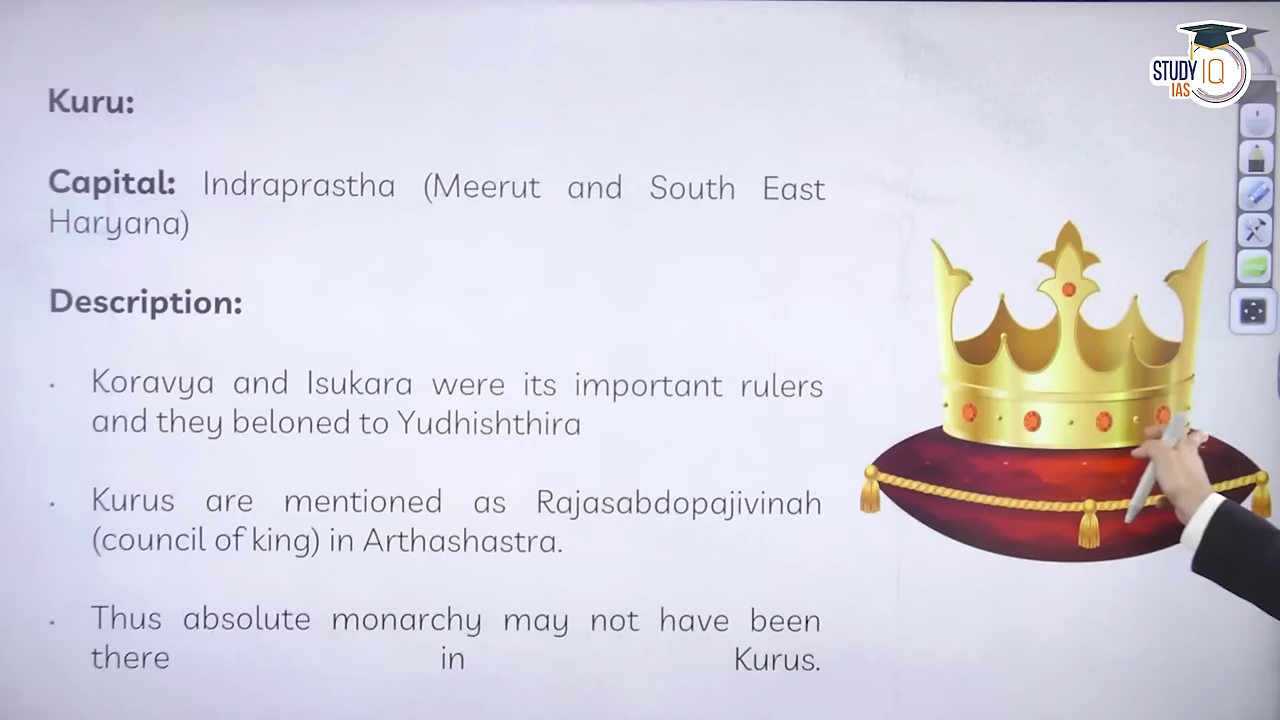 STUDY IQ
IAS
Kuru:
Capital: Indraprastha (Meerut and South East
Haryana)
Description:
· Koravya and Isukara were its important rulers
and they beloned to Yudhishthira
· Kurus are mentioned as Rajasabdopajivinah
(council of king) in Arthashastra.
· Thus absolute monarchy may not have been
there in Kurus.